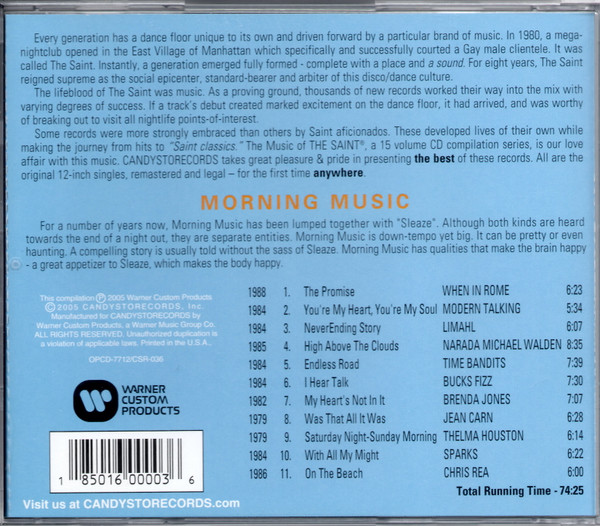 Every generation has a dance floor unique to its own and driven forward by a particular brand of music. In 1980, a mega-
nightclub opened in the East Village of Manhattan which specifically and successfully courted a Gay male clientele. It was
called The Saint. Instantly, a generation emerged fully formed - complete with a place and a sound. For eight years, The Saint
reigned supreme as the social epicenter, standard-bearer and arbiter of this disco/dance culture.
The lifeblood of The Saint was music. As a proving ground, thousands of new records worked their way into the mix with
varying degrees of success. If a track's debut created marked excitement on the dance floor, it had arrived, and was worthy
of breaking out to visit all nightlife points-of-interest.
Some records were more strongly embraced than others by Saint aficionados. These developed lives of their own while
making the journey from hits to "Saint classics." The Music of THE SAINT®, a 15 volume CD compilation series, is our love
affair with this music. CANDYSTORECORDS takes great pleasure & pride in presenting the best of these records. All are the
original 12-inch singles, remastered and legal – for the first time anywhere.
MORNING MUSIC
For a number of years now, Morning Music has been lumped together with "Sleaze". Although both kinds are heard
towards the end of a night out, they are separate entities. Morning Music is down-tempo yet big. It can be pretty or even
haunting. A compelling story is usually told without the sass of Sleaze. Morning Music has qualities that make the brain happy
- a great appetizer to Sleaze, which makes the body happy.
This compilation Ⓟ 2005 Warner Custom Products
© 2005 CANDYSTORECORDS, Inc.
Manufactured for CANDYSTORECORDS by
Warner Custom Products, a Warner Music Group Co.
ALL RIGHTS RESERVED. Unauthorized duplication is
a violation of applicable laws. Printed in the U.S.A.
OPCD-7712/CSR-036
WARNER
CUSTOM
PRODUCTS
1988 1. The Promise WHEN IN ROME 6:23
1984 2. You're My Heart, You're My Soul MODERN TALKING 5:34
1984 3. NeverEnding Story LIMAHL 6:07
1985 4. High Above The Clouds NARADA MICHAEL WALDEN 8:35
1985 5. Endless Road TIME BANDITS 7:39
1984 6. I Hear Talk BUCKS FIZZ 7:30
1982 7. My Heart's Not In It BRENDA JONES 7:07
1979 8. Was That All It Was JEAN CARN 6:28
1979 9. Saturday Night-Sunday Morning THELMA HOUSTON 6:14
1984 10. With All My Might SPARKS 6:22
1986 11. On The Beach CHRIS REA 6:00
Total Running Time - 74:25
1 85016 00003 6
Visit us at CANDYSTORECORDS.com